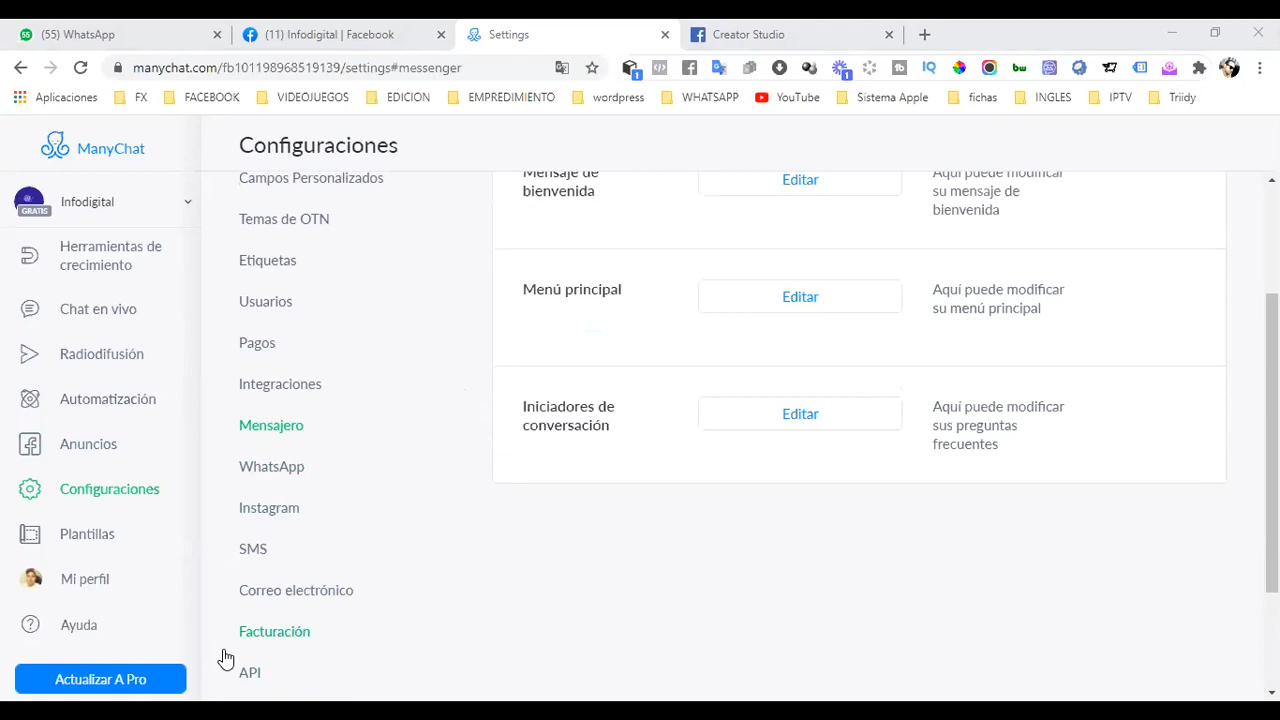 (55) WhatsApp
(11) Infodigital | Facebook
Settings
Creator Studio
manychat.com/fb101198968519139/settings#messenger
Aplicaciones
FX
FACEBOOK
VIDEOJUEGOS
EDICION
EMPREDIMIENTO
wordpress
WHATSAPP
YouTube
Sistema Apple
fichas
INGLES
IPTV
Triidy
ManyChat
Infodigital
GRATIS
Herramientas de
crecimiento
Chat en vivo
Radiodifusión
Automatización
Anuncios
Configuraciones
Plantillas
Mi perfil
Ayuda
Actualizar A Pro
Configuraciones
Campos Personalizados
Temas de OTN
Etiquetas
Usuarios
Pagos
Integraciones
Mensajero
WhatsApp
Instagram
SMS
Correo electrónico
Facturación
API
Mensaje de
bienvenida
Editar
Aquí puede modificar
su mensaje de
bienvenida
Menú principal
Editar
Aquí puede modificar
su menú principal
Iniciadores de
conversación
Editar
Aquí puede modificar
sus preguntas
frecuentes